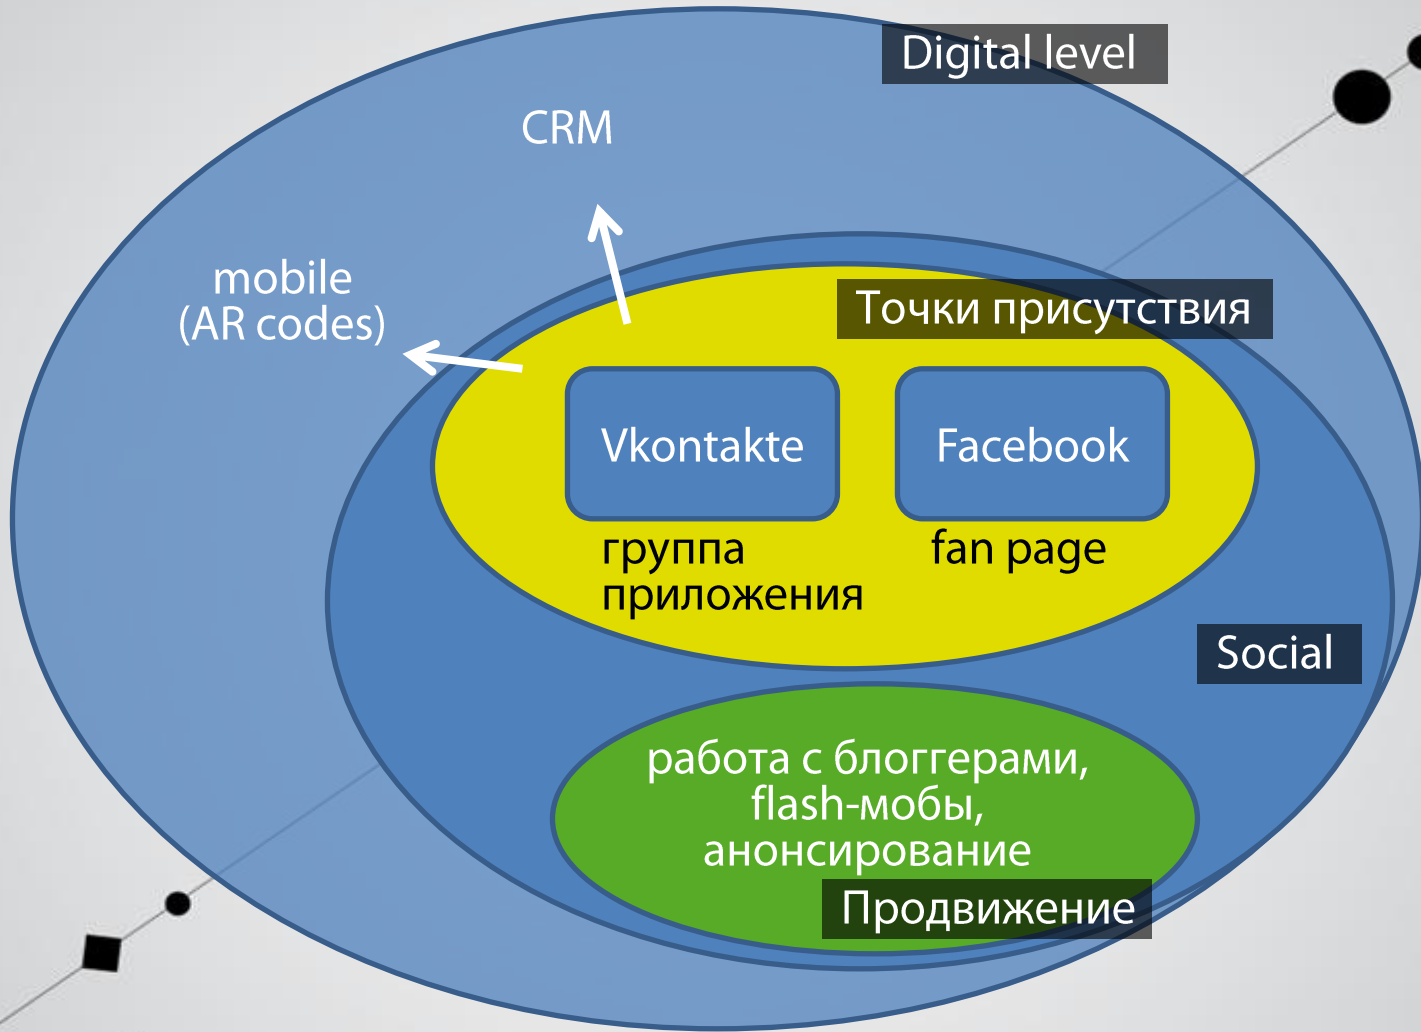 Digital level
CRM
mobile
(AR codes)
Точки присутствия
Vkontakte
Facebook
группа
приложения
fan page
Social
работа с блоггерами,
flash-мобы,
анонсирование
Продвижение